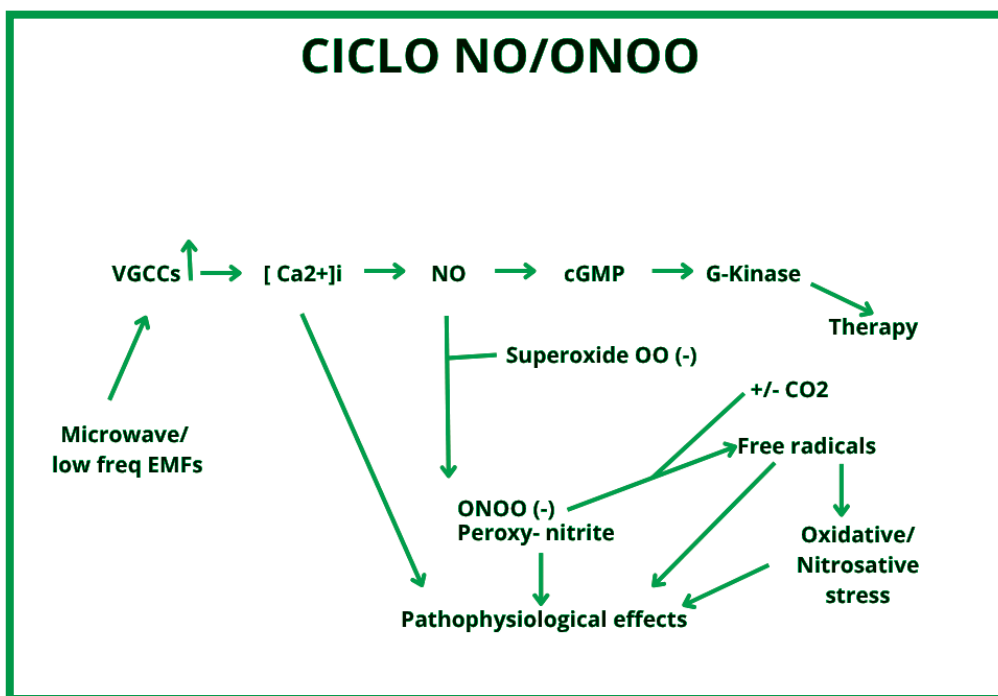 CICLO NO/ONOO
VGCCs
[ Ca2+]i
NO
cGMP
G-Kinase
Therapy
Superoxide OO (-)
+/- CO2
Microwave/
low freq EMFs
Free radicals
ONOO (-)
Peroxy- nitrite
Oxidative/
Nitrosative
stress
Pathophysiological effects